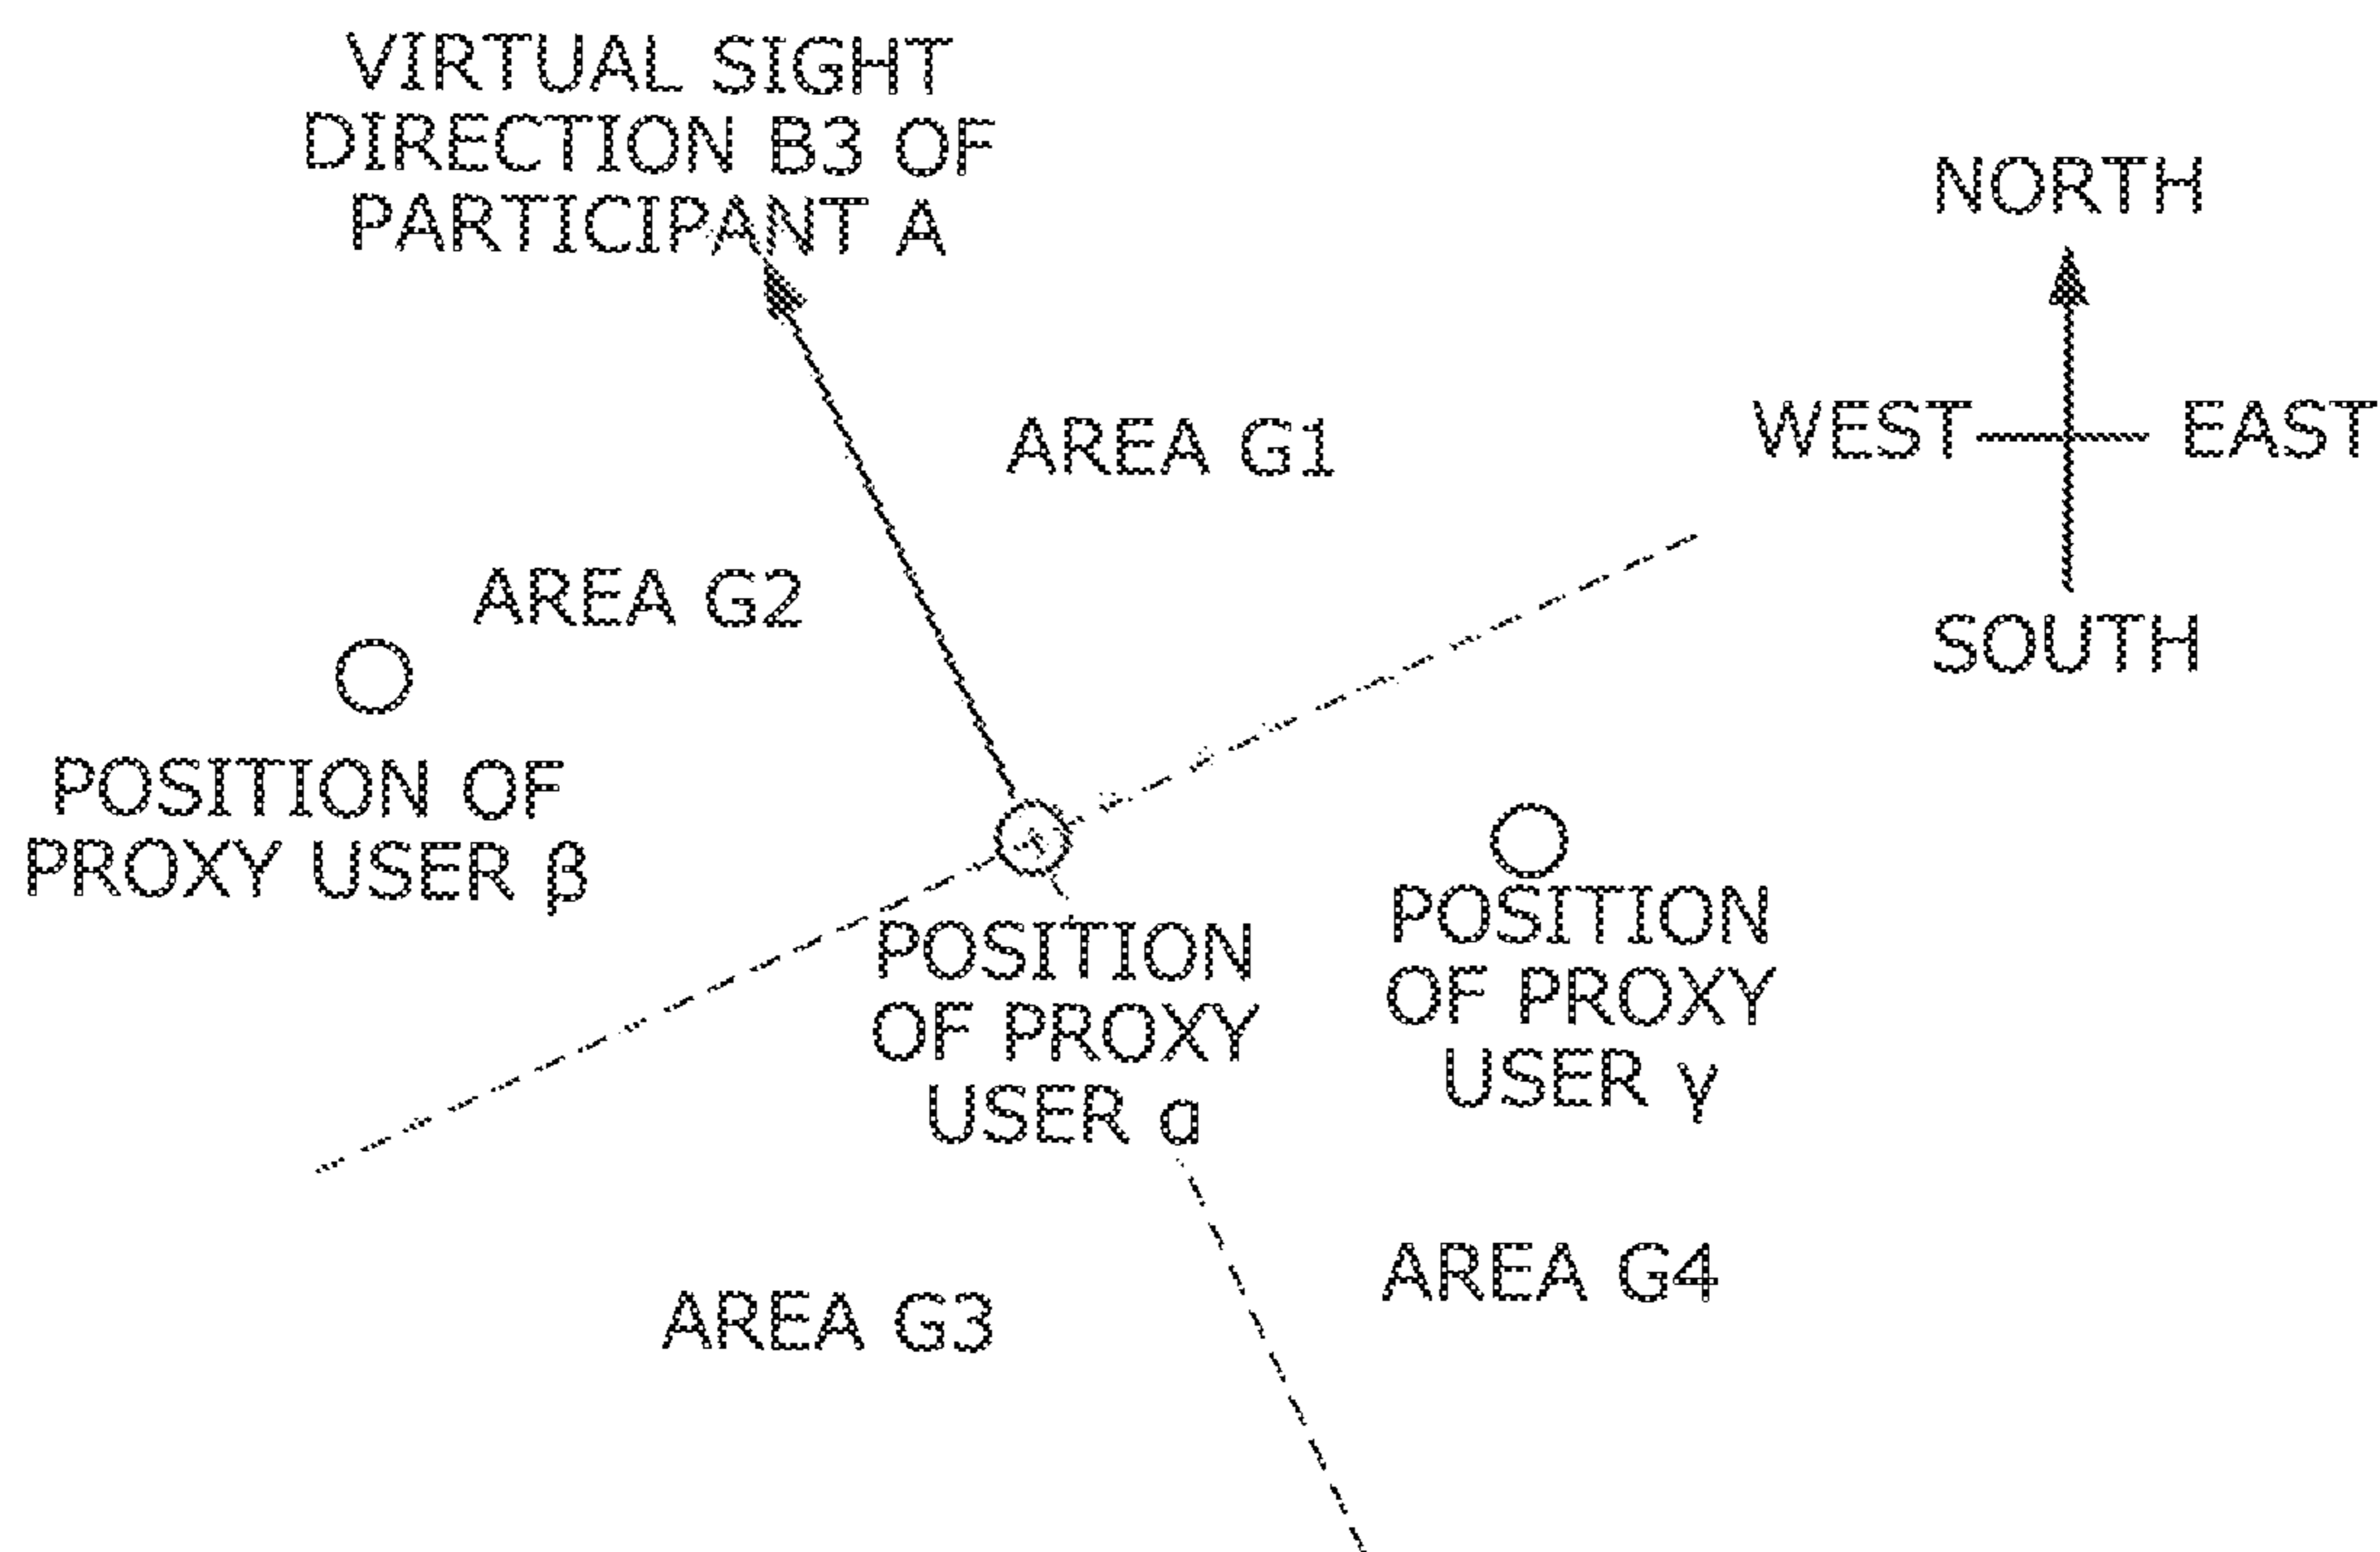 VIRTUAL SIGHT
DIRECTION B3 OF
PARTICIPANT A
NORTH
WEST
EAST
SOUTH
AREA G1
AREA G2
POSITION OF
PROXY USER β
POSITION
OF PROXY
USER α
POSITION
OF PROXY
USER γ
AREA G3
AREA G4